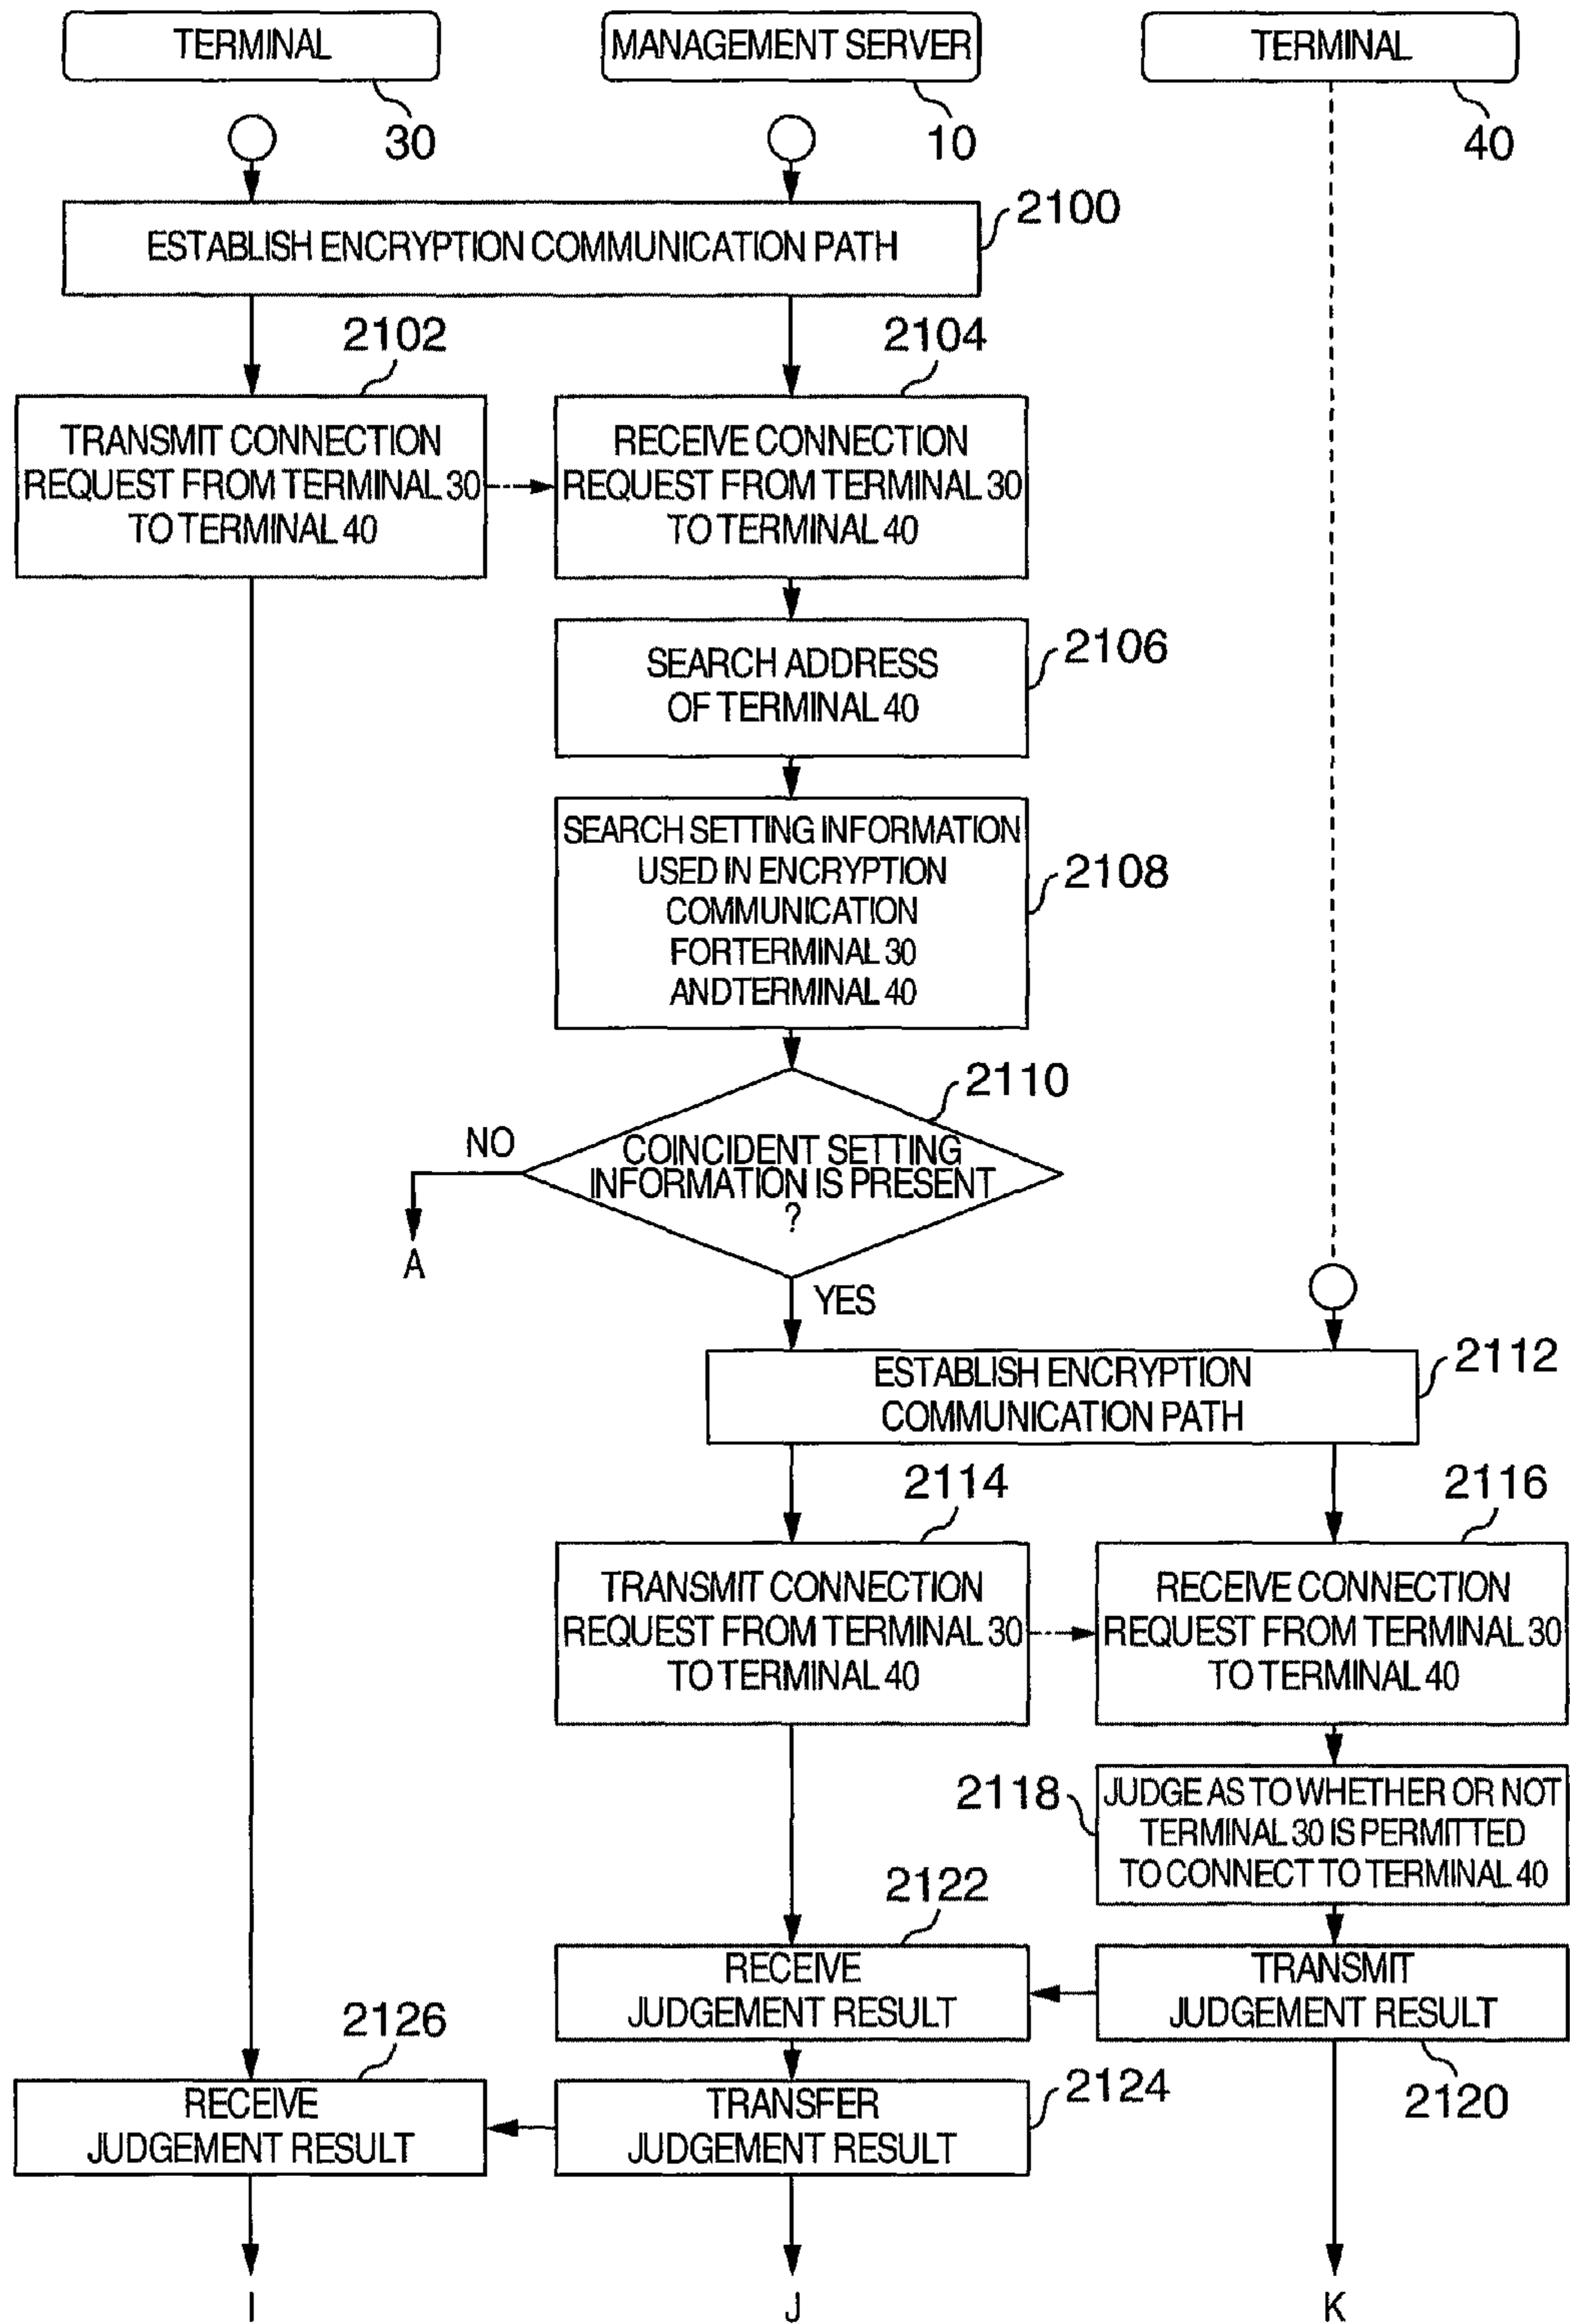 TERMINAL
MANAGEMENT SERVER
TERMINAL
30
10
40
2100
ESTABLISH ENCRYPTION COMMUNICATION PATH
2102
2104
TRANSMIT CONNECTION
REQUEST FROM TERMINAL 30
TO TERMINAL 40
RECEIVE CONNECTION
REQUEST FROM TERMINAL 30
TO TERMINAL 40
2106
SEARCH ADDRESS
OF TERMINAL 40
SEARCH SETTING INFORMATION
USED IN ENCRYPTION
COMMUNICATION
FORTERMINAL 30
ANDTERMINAL 40
2108
2110
NO
COINCIDENT SETTING
INFORMATION IS PRESENT
?
A
YES
2112
ESTABLISH ENCRYPTION
COMMUNICATION PATH
2114
2116
TRANSMIT CONNECTION
REQUEST FROM TERMINAL 30
TO TERMINAL 40
RECEIVE CONNECTION
REQUEST FROM TERMINAL 30
TO TERMINAL 40
2118
JUDGE AS TO WHETHER OR NOT
TERMINAL 30 IS PERMITTED
TO CONNECT TO TERMINAL 40
2122
RECEIVE
JUDGEMENT RESULT
TRANSMIT
JUDGEMENT RESULT
2126
2124
2120
RECEIVE
JUDGEMENT RESULT
TRANSFER
JUDGEMENT RESULT
I
J
K